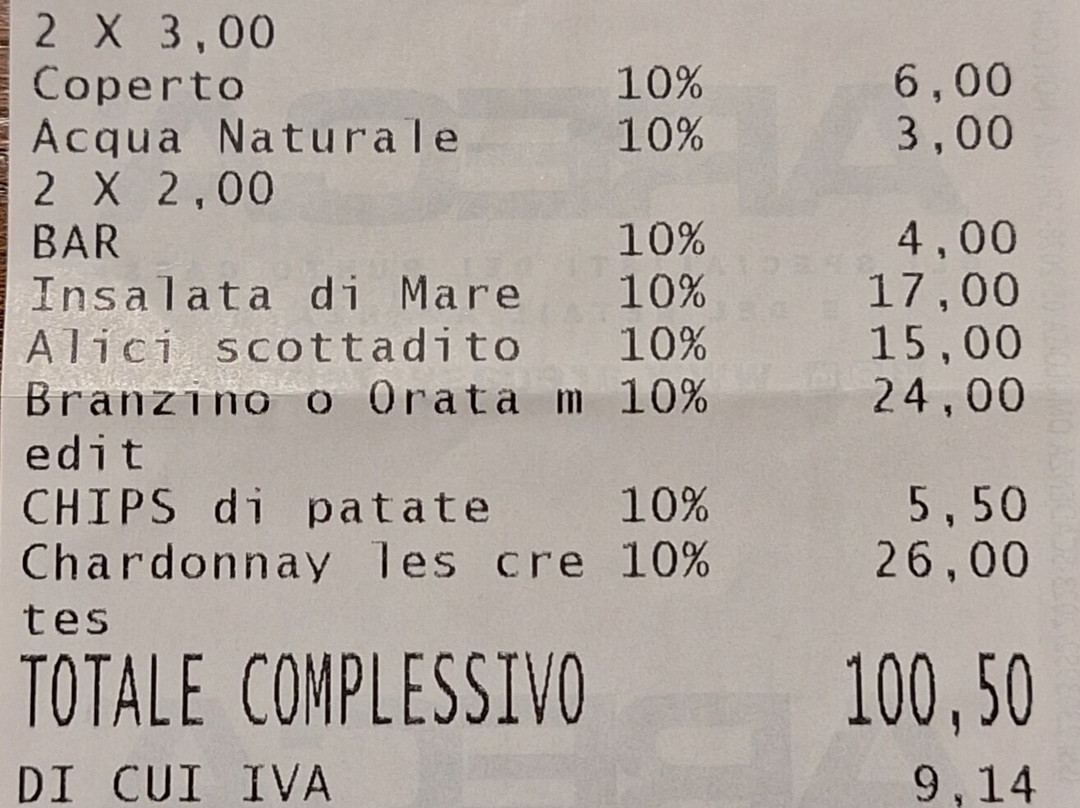 2 X 3,00
Coperto 10% 6,00
Acqua Naturale 10% 3,00
2 X 2,00
BAR 10% 4,00
Insalata di Mare 10% 17,00
Alici scottadito 10% 15,00
Branzino o Orata m 10% 24,00
edit
CHIPS di patate 10% 5,50
Chardonnay les cre 10% 26,00
tes
TOTALE COMPLESSIVO 100,50
DI CUI IVA 9,14